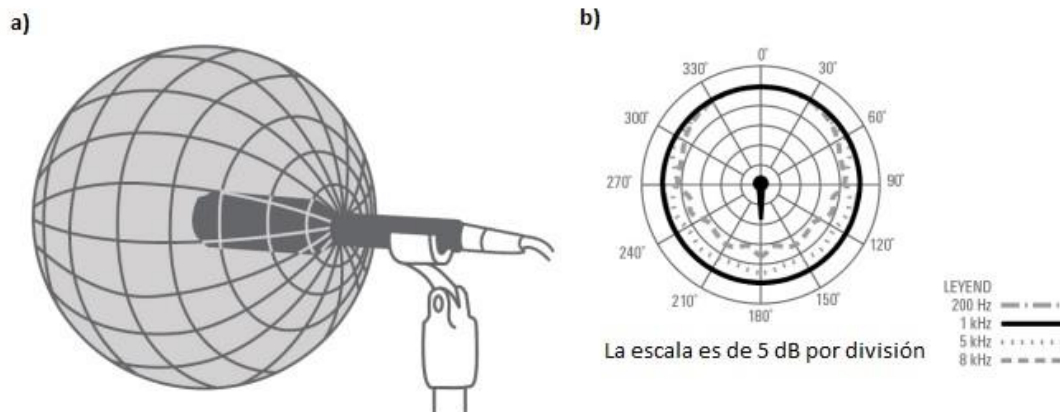 a)
b)
0°
330°
30°
300°
60°
270°
90°
240°
120°
210°
150°
180°
La escala es de 5 dB por división
LEYEND
200 Hz
1 kHz
5 kHz
8 kHz